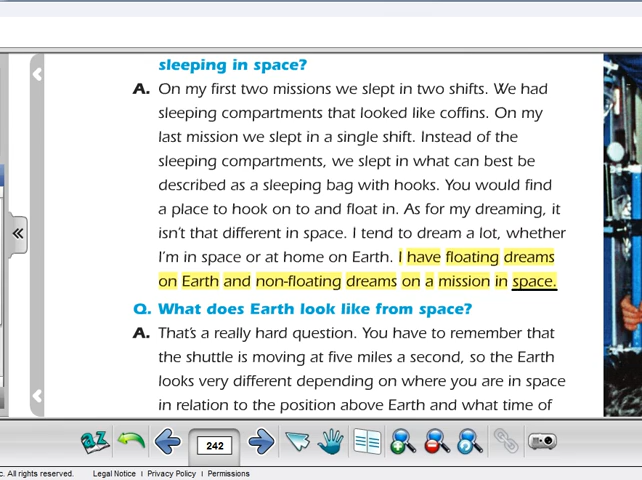 sleeping in space?
A. On my first two missions we slept in two shifts. We had
sleeping compartments that looked like coffins. On my
last mission we slept in a single shift. Instead of the
sleeping compartments, we slept in what can best be
described as a sleeping bag with hooks. You would find
a place to hook on to and float in. As for my dreaming, it
isn't that different in space. I tend to dream a lot, whether
I'm in space or at home on Earth. I have floating dreams
on Earth and non-floating dreams on a mission in space.
Q. What does Earth look like from space?
A. That's a really hard question. You have to remember that
the shuttle is moving at five miles a second, so the Earth
looks very different depending on where you are in space
in relation to the position above Earth and what time of
aZ 242
c. All rights reserved. Legal Notice | Privacy Policy | Permissions